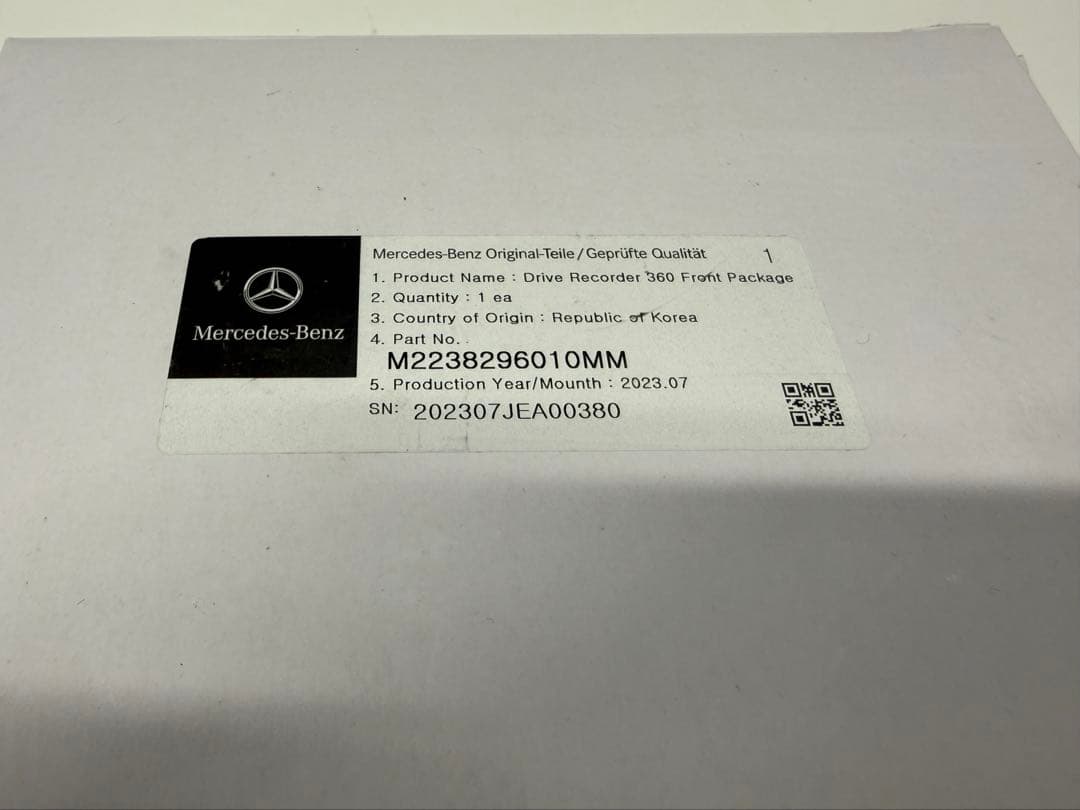 Mercedes-Benz
Mercedes-Benz Original-Teile/Geprüfte Qualität 1
1. Product Name : Drive Recorder 360 Front Package
2. Quantity : 1 ea
3. Country of Origin : Republic of Korea
4. Part No.
M2238296010MM
5. Production Year/Mounth : 2023.07
SN: 202307JEA00380